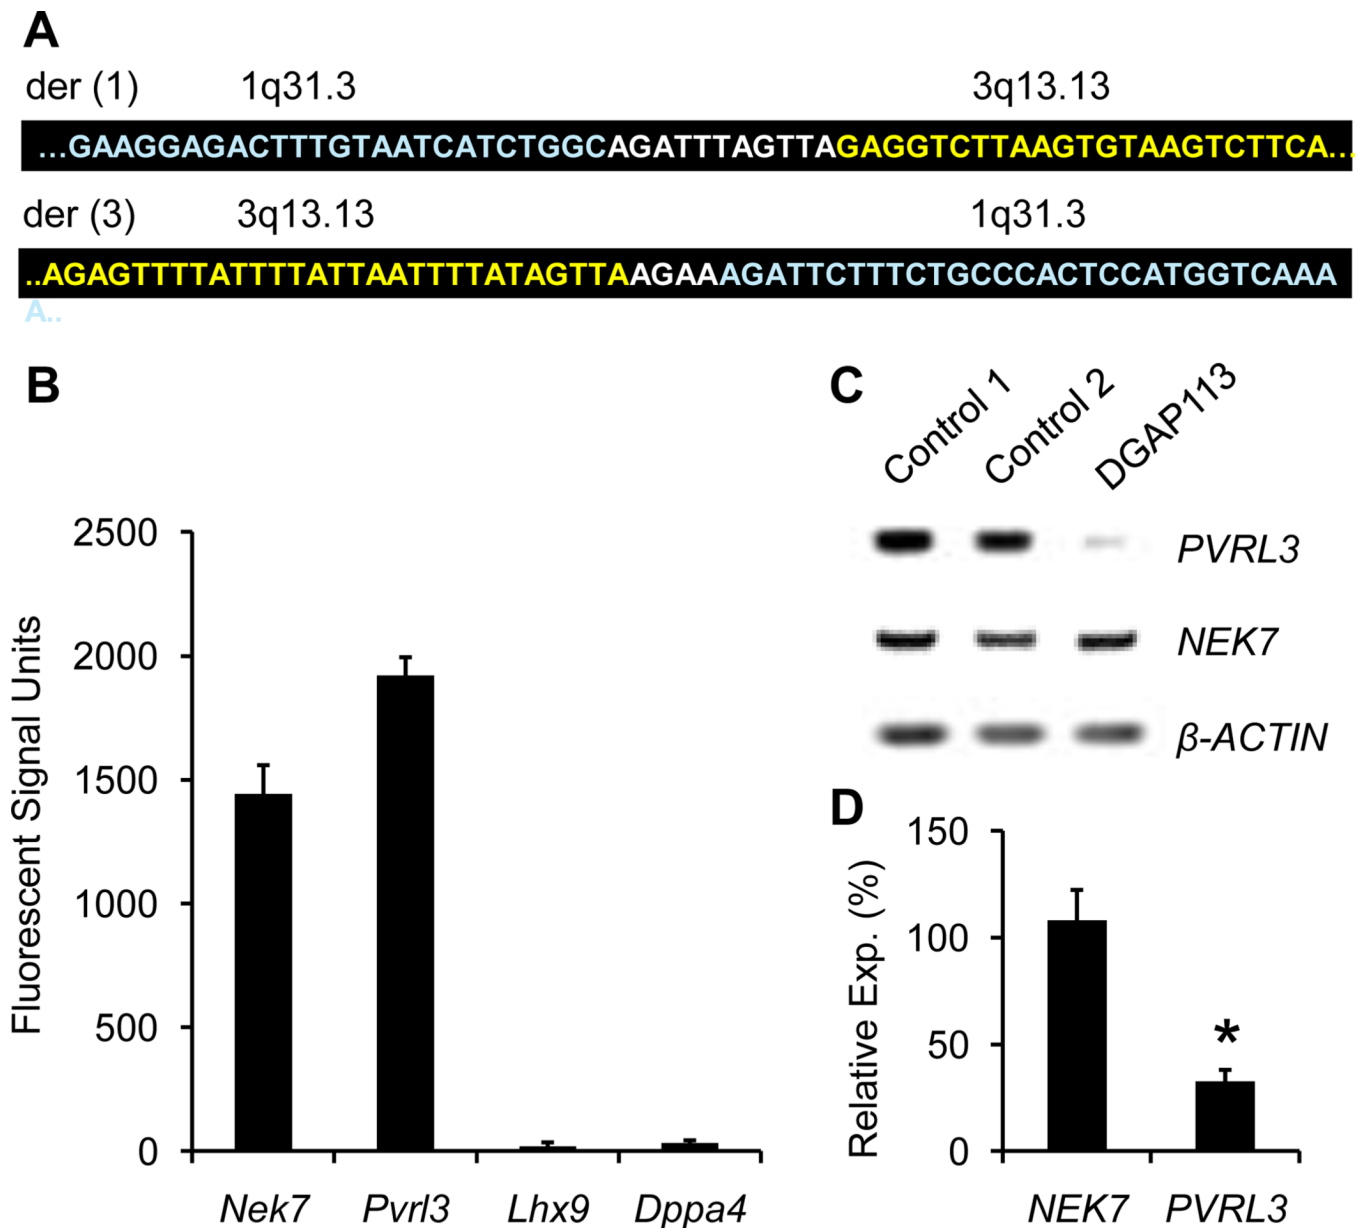 A
der (1) 1q31.3 3q13.13
...GAAGGAGACTTTGTAATCATCTGGCAGATTTAGTTAGAGGTCTTAAGTGTAAGTCTTCA...
der (3) 3q13.13 1q31.3
..AGAGTTTTATTTTATTAATTTTATAGTTAAGAAAGATTCTTTCTGCCCACTCCATGGTCAAA
A..
B
Fluorescent Signal Units
2500
2000
1500
1000
500
0
Nek7 Pvrl3 Lhx9 Dppa4
C
Control 1 Control 2 DGAP113
PVRL3
NEK7
β-ACTIN
D
Relative Exp. (%)
150
100
50
0
*
NEK7 PVRL3